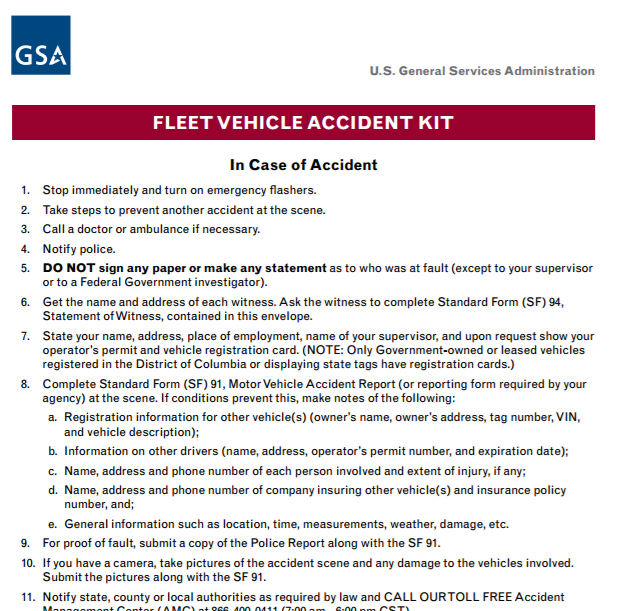 GSA
U.S. General Services Administration
FLEET VEHICLE ACCIDENT KIT
In Case of Accident
1. Stop immediately and turn on emergency flashers.
2. Take steps to prevent another accident at the scene.
3. Call a doctor or ambulance if necessary.
4. Notify police.
5. DO NOT sign any paper or make any statement as to who was at fault (except to your supervisor
or to a Federal Government investigator).
6. Get the name and address of each witness. Ask the witness to complete Standard Form (SF) 94,
Statement of Witness, contained in this envelope.
7. State your name, address, place of employment, name of your supervisor, and upon request show your
operator's permit and vehicle registration card. (NOTE: Only Government-owned or leased vehicles
registered in the District of Columbia or displaying state tags have registration cards.)
8. Complete Standard Form (SF) 91, Motor Vehicle Accident Report (or reporting form required by your
agency) at the scene. If conditions prevent this, make notes of the following:
a. Registration information for other vehicle(s) (owner's name, owner's address, tag number, VIN,
and vehicle description);
b. Information on other drivers (name, address, operator's permit number, and expiration date);
c. Name, address and phone number of each person involved and extent of injury, if any;
d. Name, address and phone number of company insuring other vehicle(s) and insurance policy
number, and;
e. General information such as location, time, measurements, weather, damage, etc.
9. For proof of fault, submit a copy of the Police Report along with the SF 91.
10. If you have a camera, take pictures of the accident scene and any damage to the vehicles involved.
Submit the pictures along with the SF 91.
11. Notify state, county or local authorities as required by law and CALL OUR TOLL FREE Accident
Management Center (AMC) at 866-400-0411 (7:00 am - 6:00 pm CST)